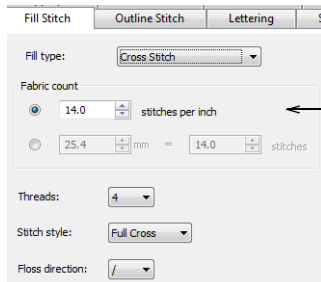 Fill Stitch Outline Stitch Lettering
Fill type: Cross Stitch
Fabric count
14.0 stitches per inch
25.4 mm = 14.0 stitches
Threads: 4
Stitch style: Full Cross
Floss direction: /